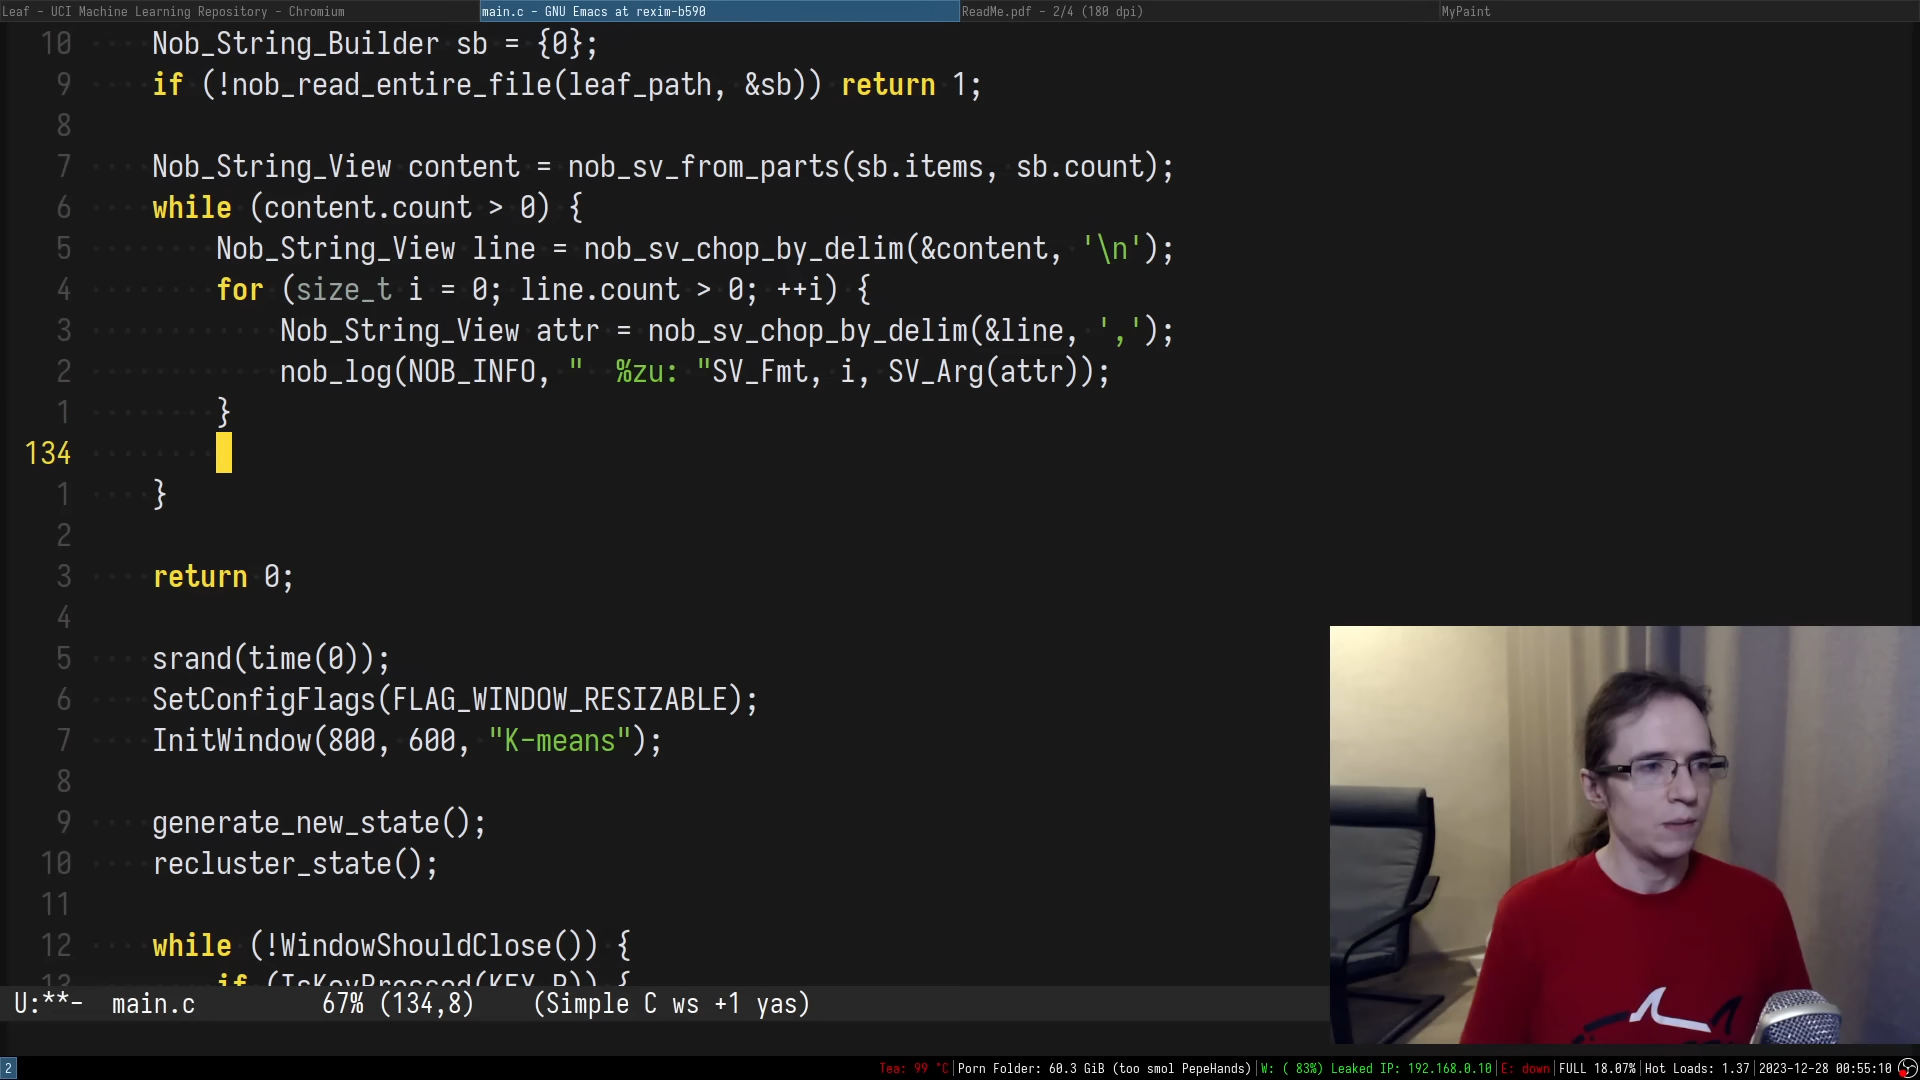 Leaf - UCI Machine Learning Repository - Chromium
main.c - GNU Emacs at rexim-b590
ReadMe.pdf - 2/4 (180 dpi)
MyPaint
10 Nob_String_Builder sb = {0};
9 if (!nob_read_entire_file(leaf_path, &sb)) return 1;
8
7 Nob_String_View content = nob_sv_from_parts(sb.items, sb.count);
6 while (content.count > 0) {
5 Nob_String_View line = nob_sv_chop_by_delim(&content, '\n');
4 for (size_t i = 0; line.count > 0; ++i) {
3 Nob_String_View attr = nob_sv_chop_by_delim(&line, ',');
2 nob_log(NOB_INFO, "  %zu: "SV_Fmt, i, SV_Arg(attr));
1 }
134
1 }
2
3 return 0;
4
5 srand(time(0));
6 SetConfigFlags(FLAG_WINDOW_RESIZABLE);
7 InitWindow(800, 600, "K-means");
8
9 generate_new_state();
10 recluster_state();
11
12 while (!WindowShouldClose()) {
13 if (IsKeyPressed(KEY_R)) {
U:**- main.c 67% (134,8) (Simple C ws +1 yas)
2 Tea: 99 °C|Porn Folder: 60.3 GiB (too smol PepeHands)|W: ( 83%) Leaked IP: 192.168.0.10|E: down|FULL 18.07%|Hot Loads: 1.37|2023-12-28 00:55:10